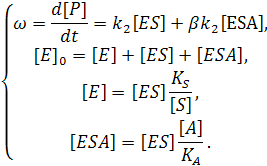 ω = d[P]/dt = k₂[ES] + βk₂[ESA],
[E]₀ = [E] + [ES] + [ESA],
[E] = [ES] K_S/[S],
[ESA] = [ES] [A]/K_A.